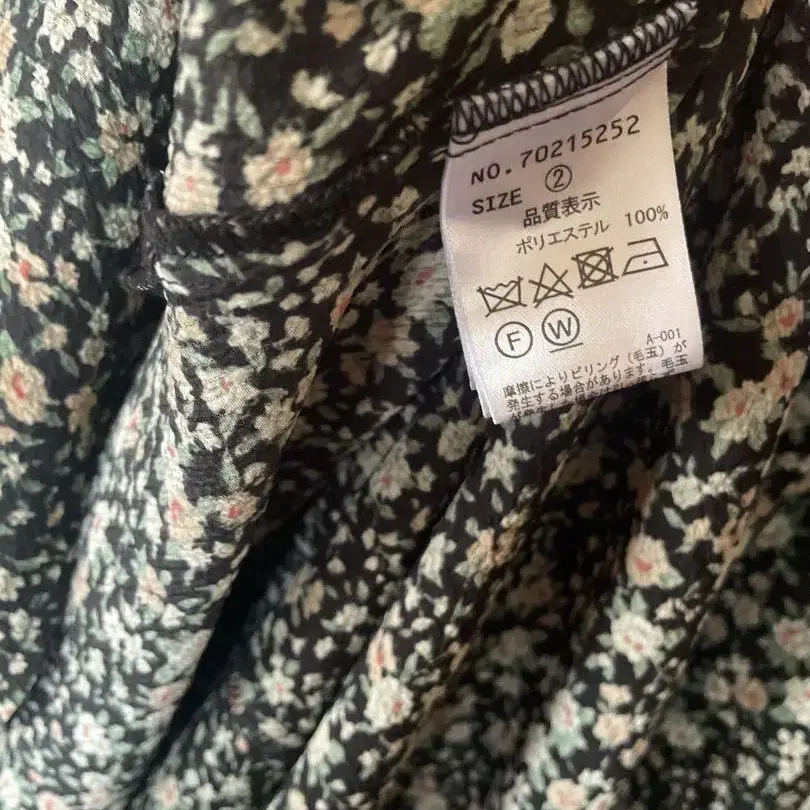 NO.70215252
SIZE ②
品質表示
ポリエステル 100%
F W
A-001
摩擦によりピリング(毛玉)が
発生する場合があります。毛玉